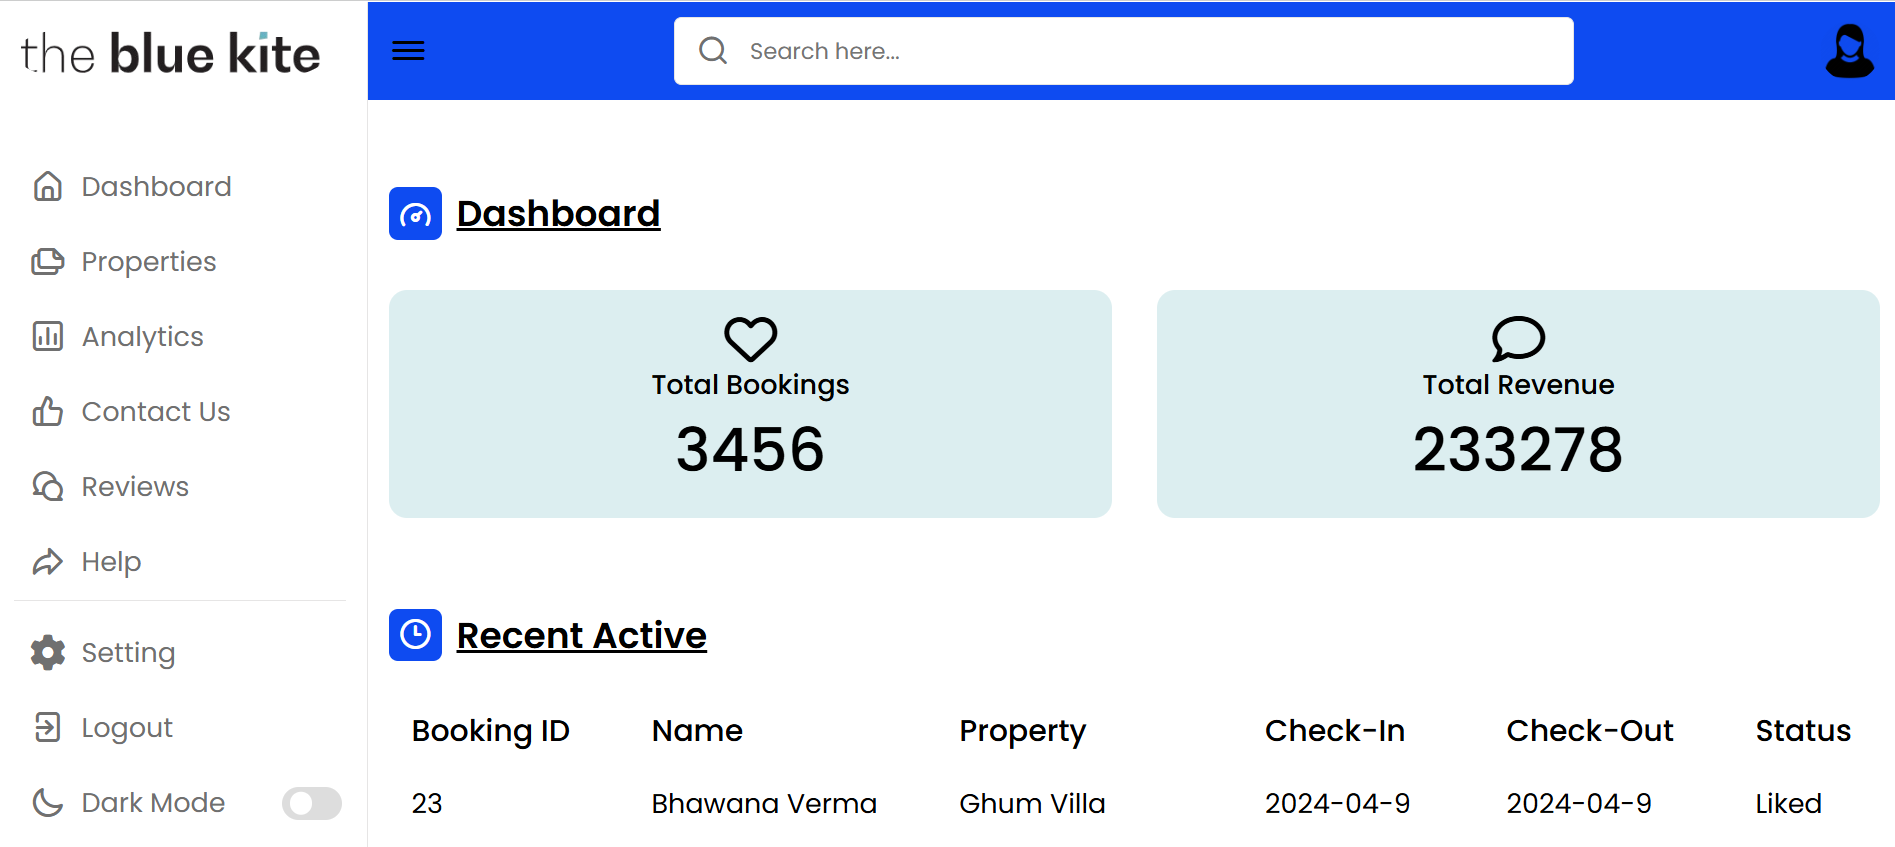 the blue kite
Search here...
Dashboard
Properties
Analytics
Contact Us
Reviews
Help
Setting
Logout
Dark Mode
Dashboard
Total Bookings
3456
Total Revenue
233278
Recent Active
Booking ID Name Property Check-In Check-Out Status
23 Bhawana Verma Ghum Villa 2024-04-9 2024-04-9 Liked